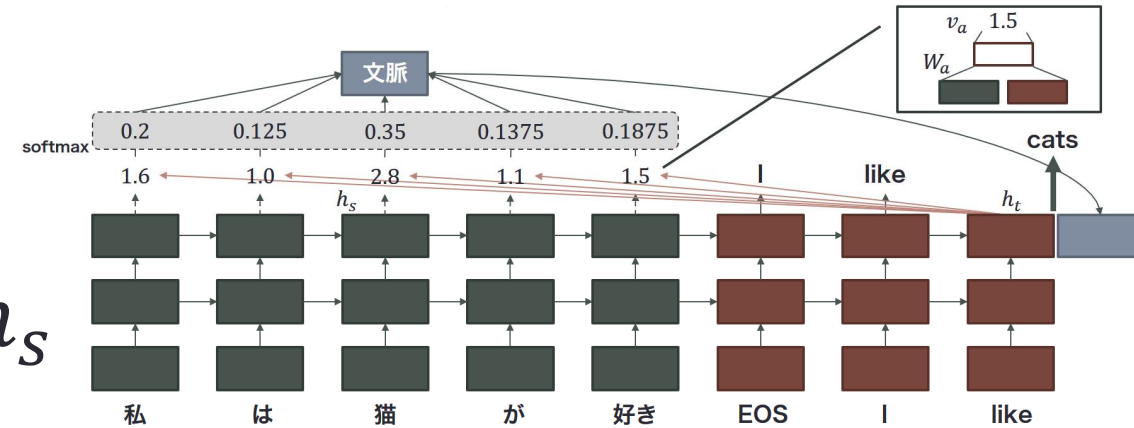 v_a 1.5
W_a
文脈
softmax
0.2 0.125 0.35 0.1375 0.1875
cats
1.6 1.0 2.8 1.1 1.5 I like
h_s h_t
h_s
私 は 猫 が 好き EOS I like